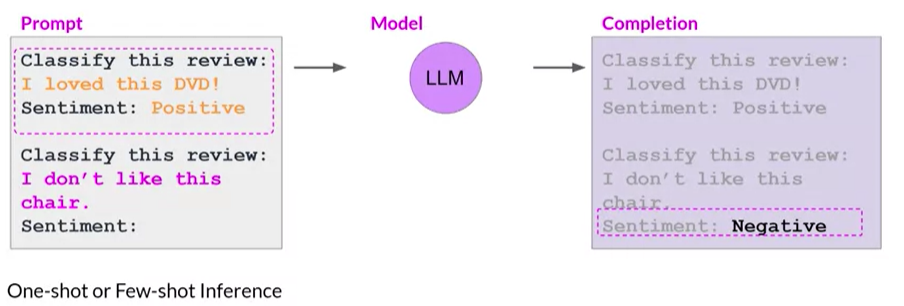 Prompt
Model
Completion
Classify this review:
I loved this DVD!
Sentiment: Positive
Classify this review:
I don't like this
chair.
Sentiment:
LLM
Classify this review:
I loved this DVD!
Sentiment: Positive
Classify this review:
I don't like this
chair.
Sentiment: Negative
One-shot or Few-shot Inference